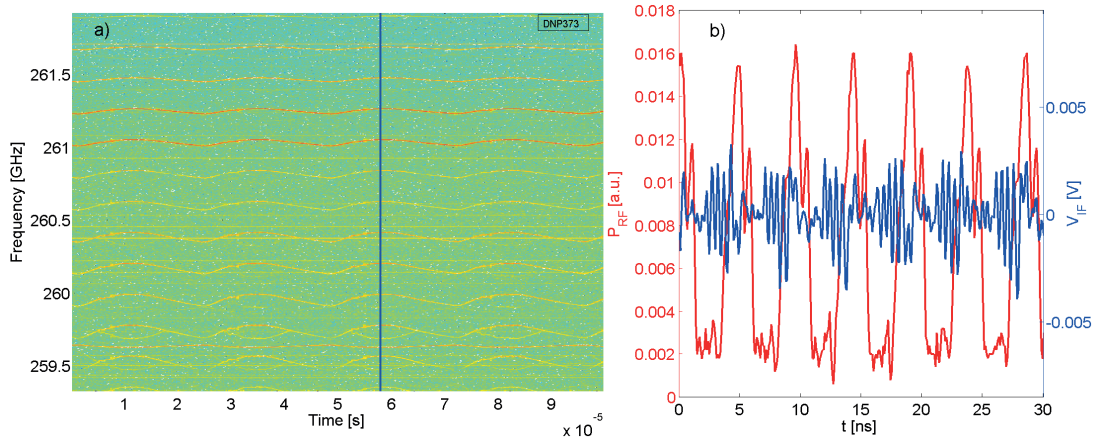 a)
DNP373
261.5
261
260.5
260
259.5
Frequency [GHz]
1 2 3 4 5 6 7 8 9
Time [s]
x 10⁻⁵
b)
0.018
0.016
0.014
0.012
0.01
0.008
0.006
0.004
0.002
0
P_RF [a.u.]
0.005
0
-0.005
V_IF [V]
0 5 10 15 20 25 30
t [ns]